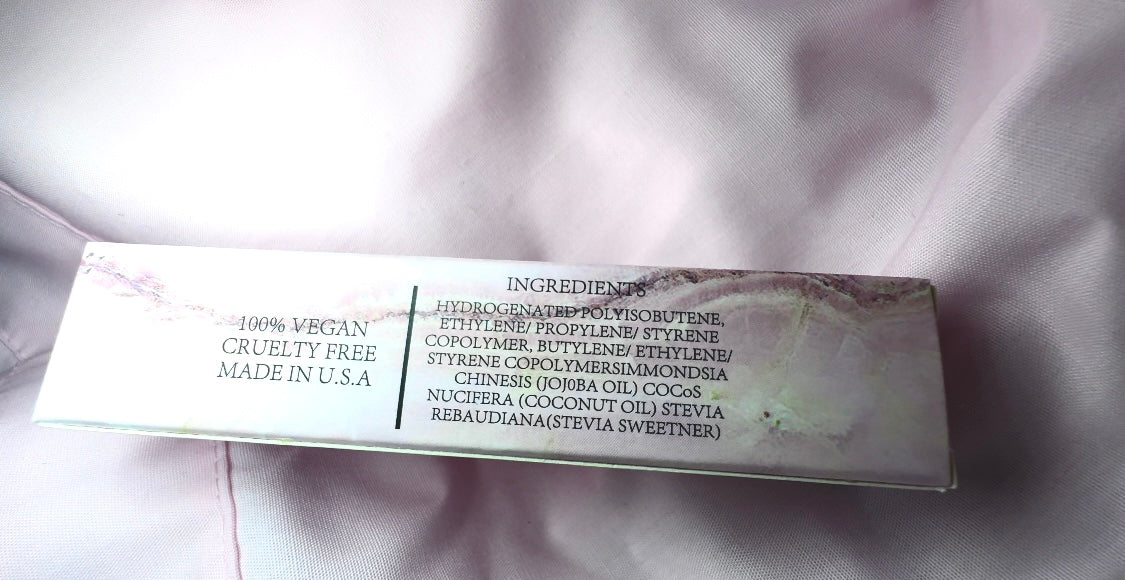 100% VEGAN
CRUELTY FREE
MADE IN U.S.A
INGREDIENTS
HYDROGENATED POLYISOBUTENE,
ETHYLENE/ PROPYLENE/ STYRENE
COPOLYMER, BUTYLENE/ ETHYLENE/
STYRENE COPOLYMERSIMMONDSIA
CHINESIS (JOJ0BA OIL) COCoS
NUCIFERA (COCONUT OIL) STEVIA
REBAUDIANA(STEVIA SWEETNER)